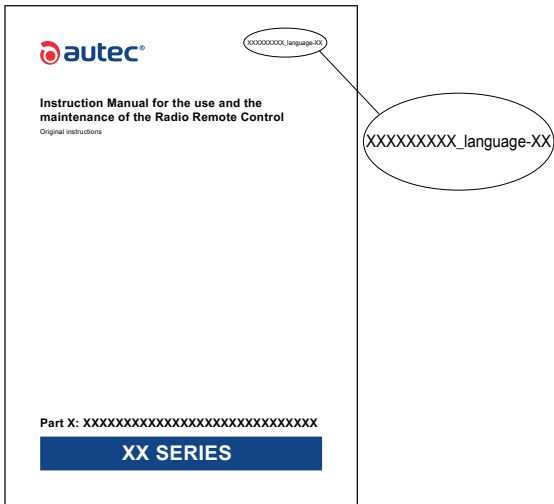 autec®
XXXXXXXXX_language-XX
Instruction Manual for the use and the
maintenance of the Radio Remote Control
Original instructions
XXXXXXXXX_language-XX
Part X: XXXXXXXXXXXXXXXXXXXXXXXXXXXXX
XX SERIES